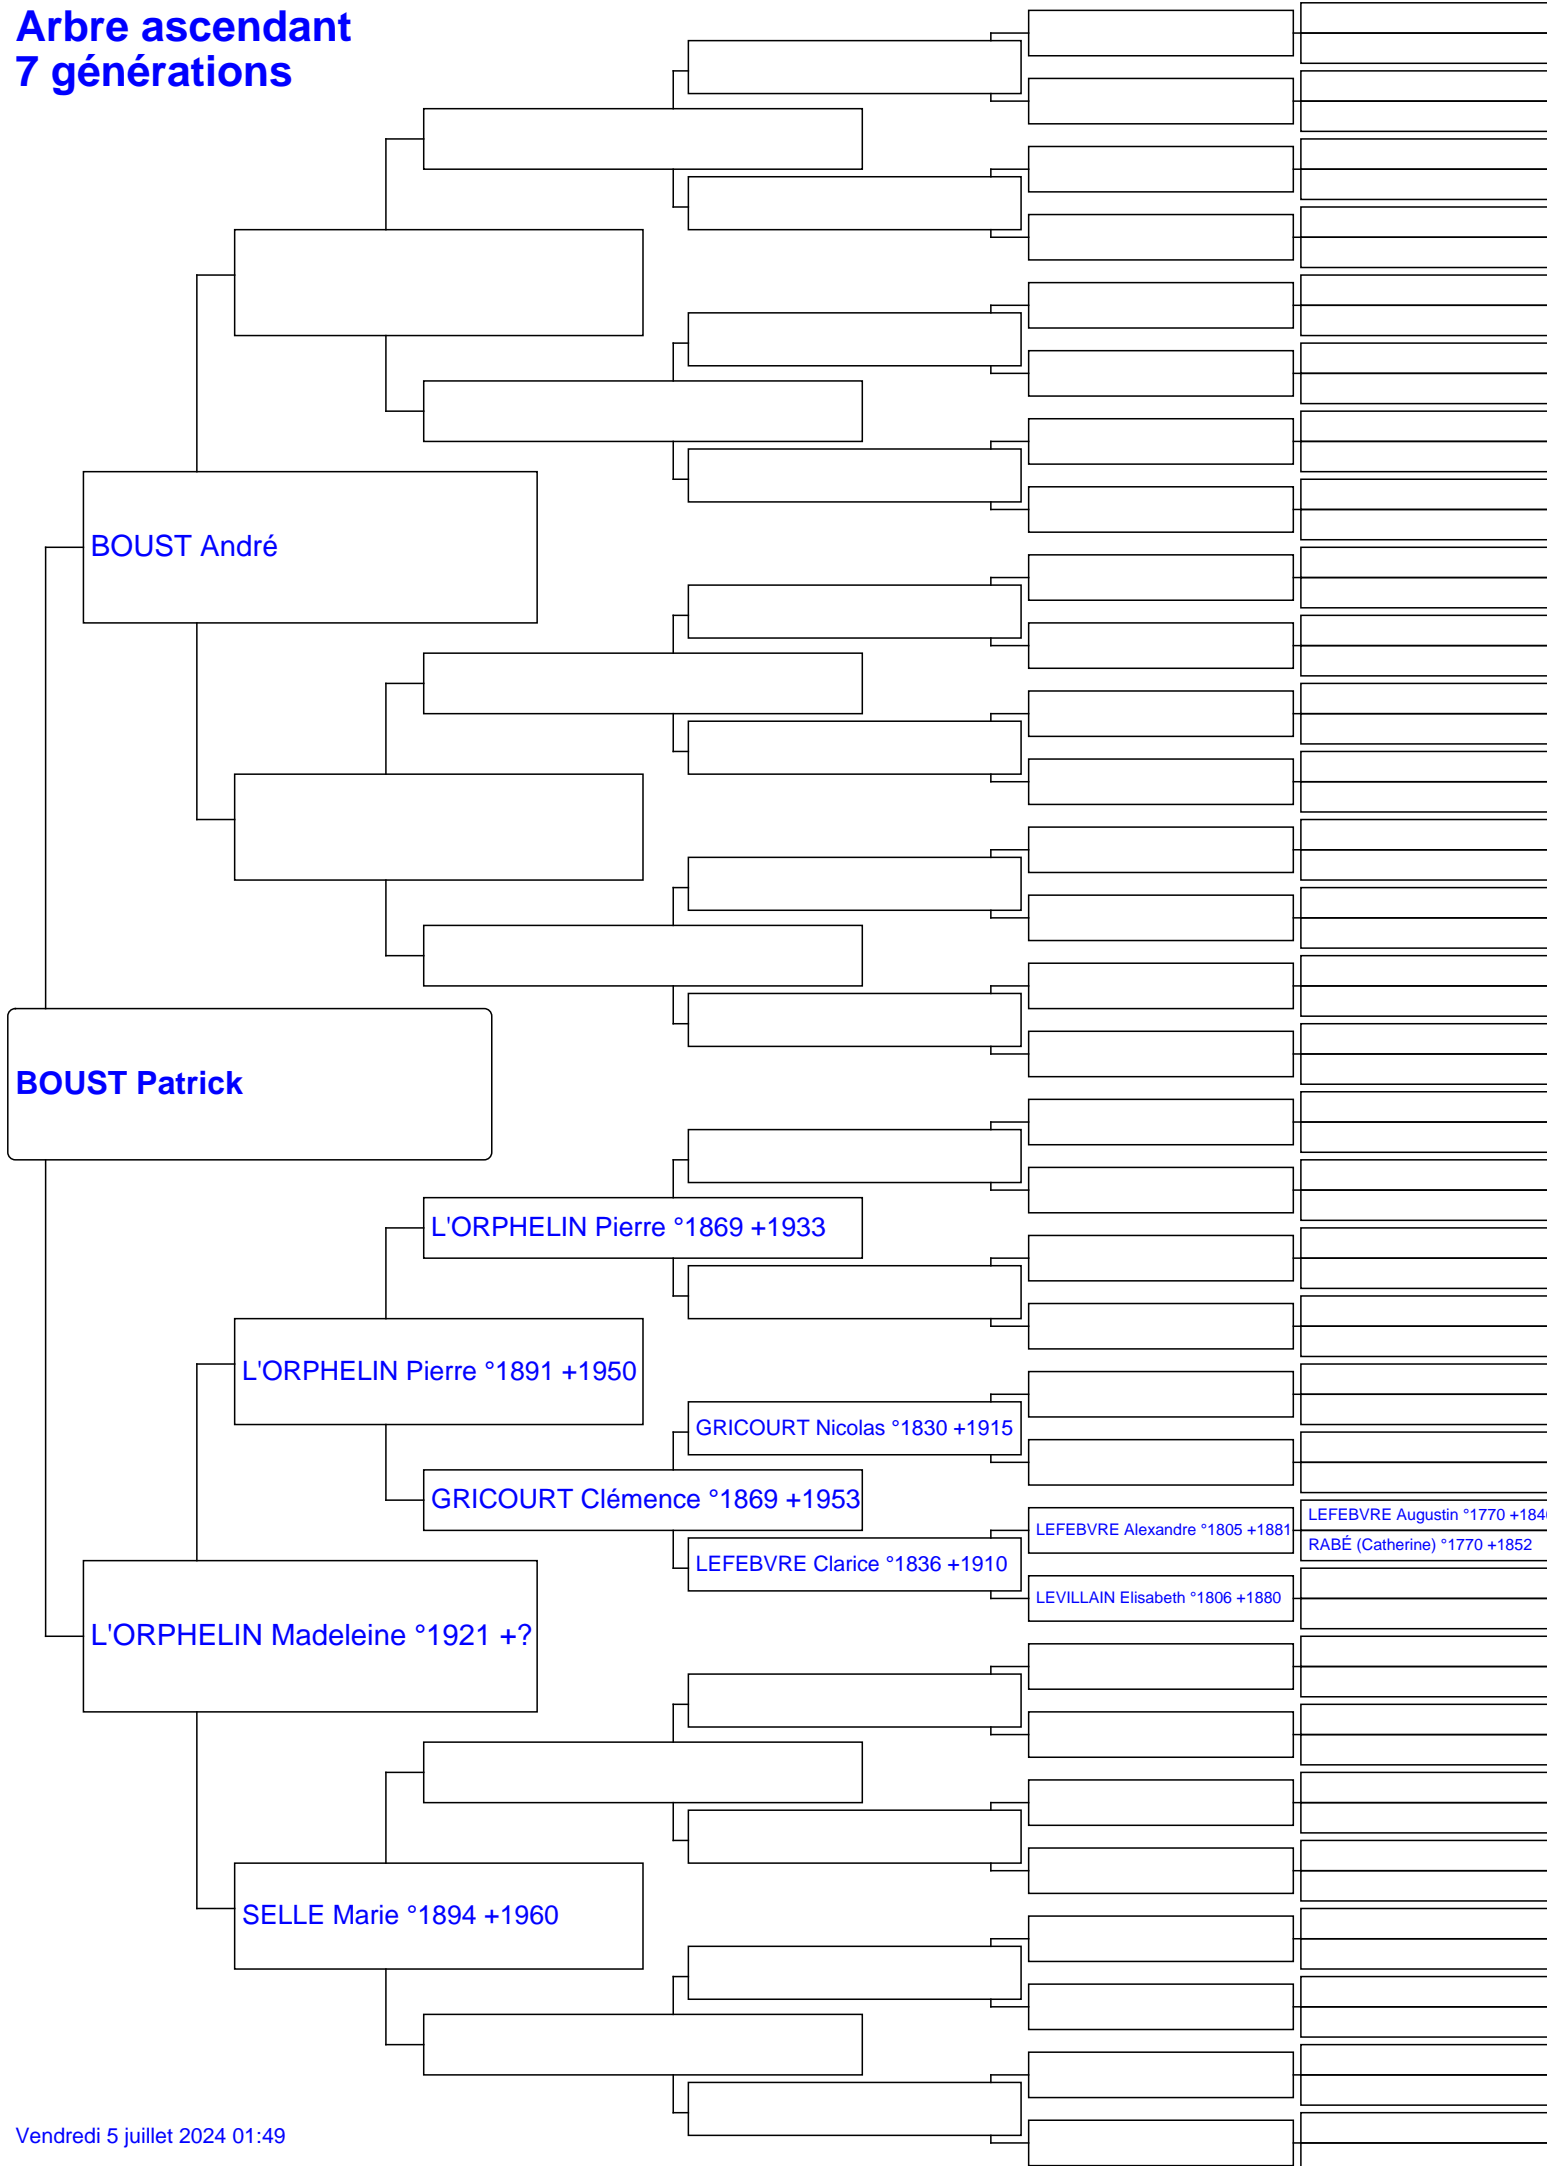 Arbre ascendant
7 générations
BOUST André
BOUST Patrick
L'ORPHELIN Pierre °1869 +1933
L'ORPHELIN Pierre °1891 +1950
GRICOURT Nicolas °1830 +1915
GRICOURT Clémence °1869 +1953
LEFEBVRE Augustin °1770 +184
LEFEBVRE Alexandre °1805 +1881
RABÉ (Catherine) °1770 +1852
LEFEBVRE Clarice °1836 +1910
LEVILLAIN Elisabeth °1806 +1880
L'ORPHELIN Madeleine °1921 +?
SELLE Marie °1894 +1960
Vendredi 5 juillet 2024 01:49